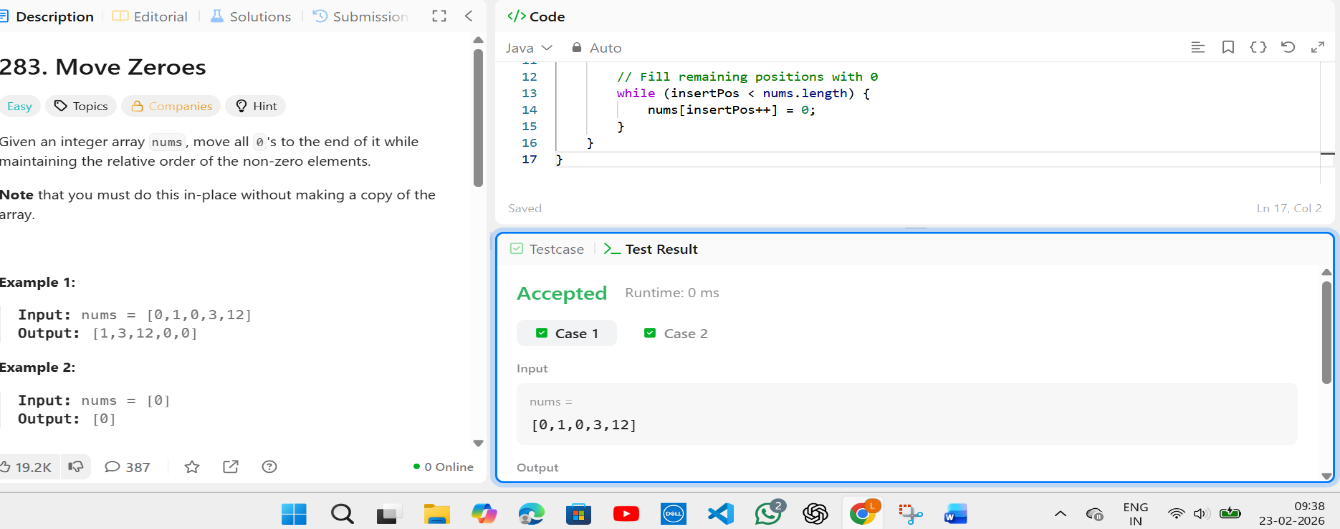 Description
Editorial
Solutions
Submission
283. Move Zeroes
Easy
Topics
Companies
Hint
Given an integer array nums, move all 0's to the end of it while
maintaining the relative order of the non-zero elements.
Note that you must do this in-place without making a copy of the
array.
Example 1:
Input: nums = [0,1,0,3,12]
Output: [1,3,12,0,0]
Example 2:
Input: nums = [0]
Output: [0]
19.2K
387
0 Online
</> Code
Java
Auto
12 // Fill remaining positions with 0
13 while (insertPos < nums.length) {
14 nums[insertPos++] = 0;
15 }
16 }
17 }
Saved
Ln 17, Col 2
Testcase
Test Result
Accepted
Runtime: 0 ms
Case 1
Case 2
Input
nums =
[0,1,0,3,12]
Output
DELL
2
L
ENG
IN
09:38
23-02-2026